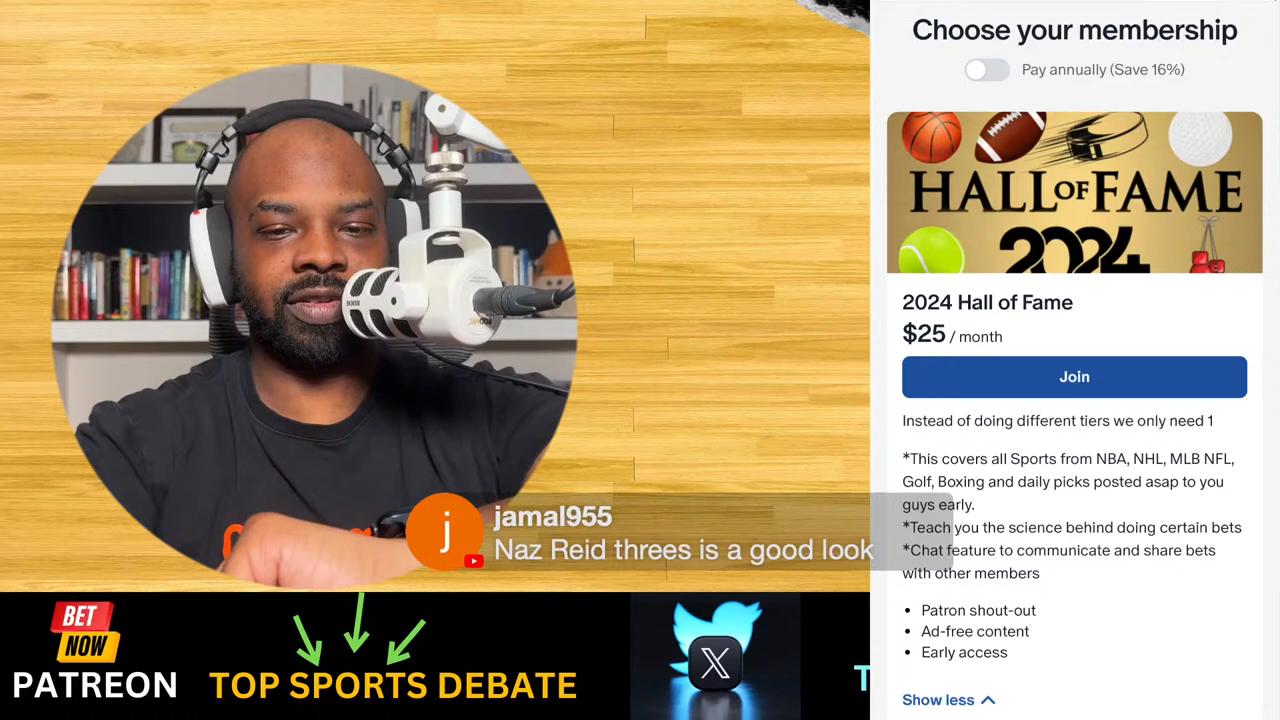 Choose your membership
Pay annually (Save 16%)
HALL OF FAME
2024
2024 Hall of Fame
$25 / month
Join
Instead of doing different tiers we only need 1
*This covers all Sports from NBA, NHL, MLB NFL,
Golf, Boxing and daily picks posted asap to you
guys early.
*Teach you the science behind doing certain bets
*Chat feature to communicate and share bets
with other members
• Patron shout-out
• Ad-free content
• Early access
Show less
j
jamal955
Naz Reid threes is a good look
BET
NOW
PATREON
TOP SPORTS DEBATE
X
T